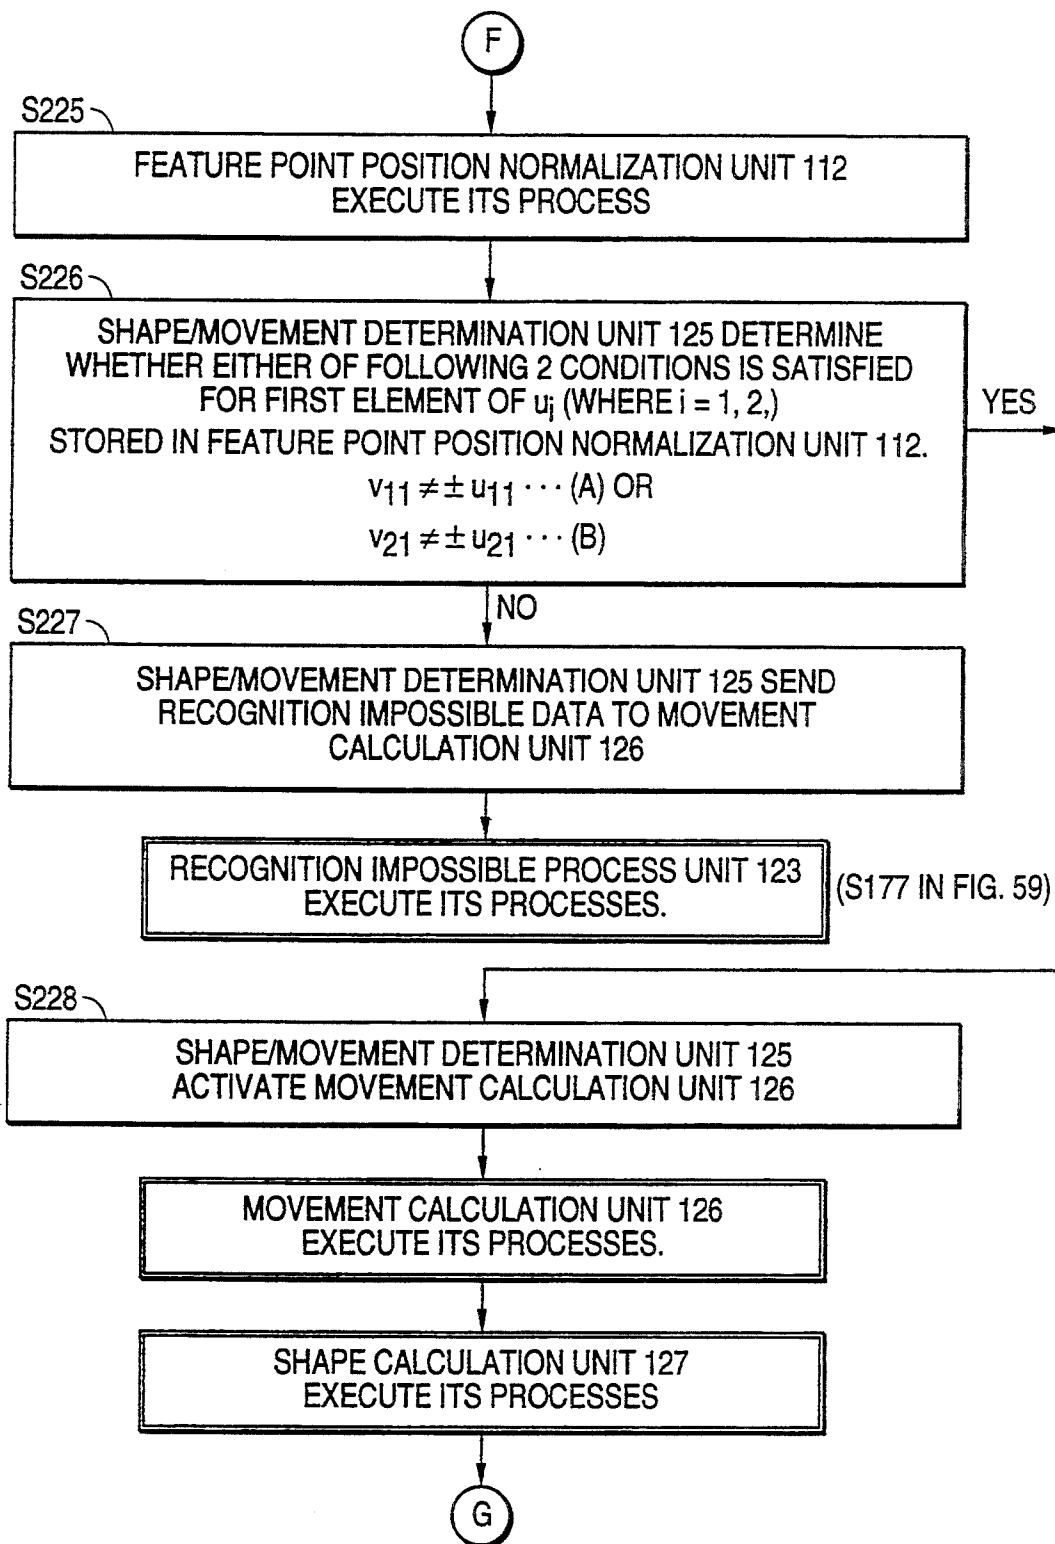 F
S225
FEATURE POINT POSITION NORMALIZATION UNIT 112
EXECUTE ITS PROCESS
S226
SHAPE/MOVEMENT DETERMINATION UNIT 125 DETERMINE
WHETHER EITHER OF FOLLOWING 2 CONDITIONS IS SATISFIED
FOR FIRST ELEMENT OF ui (WHERE i = 1, 2,)
STORED IN FEATURE POINT POSITION NORMALIZATION UNIT 112.
v11 ≠ ± u11 ··· (A) OR
v21 ≠ ± u21 ··· (B)
YES
NO
S227
SHAPE/MOVEMENT DETERMINATION UNIT 125 SEND
RECOGNITION IMPOSSIBLE DATA TO MOVEMENT
CALCULATION UNIT 126
RECOGNITION IMPOSSIBLE PROCESS UNIT 123
EXECUTE ITS PROCESSES.
(S177 IN FIG. 59)
S228
SHAPE/MOVEMENT DETERMINATION UNIT 125
ACTIVATE MOVEMENT CALCULATION UNIT 126
MOVEMENT CALCULATION UNIT 126
EXECUTE ITS PROCESSES.
SHAPE CALCULATION UNIT 127
EXECUTE ITS PROCESSES
G